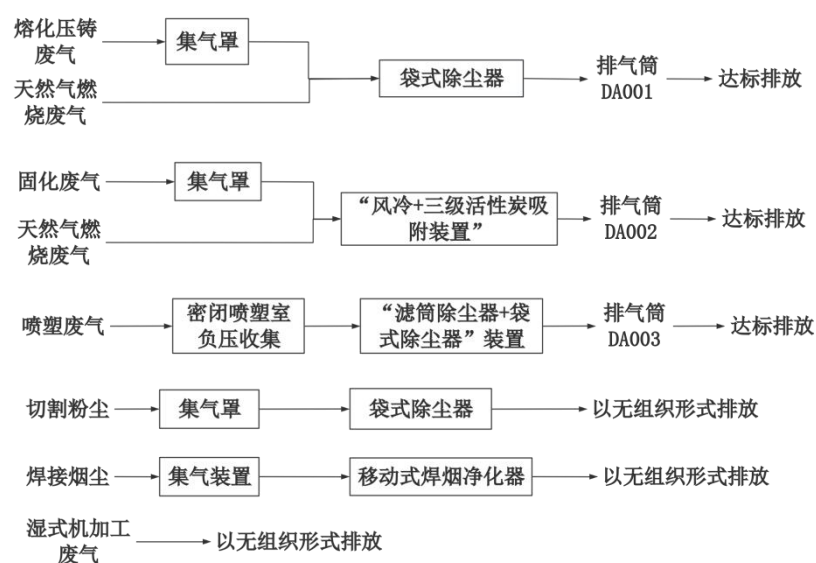 熔化压铸
废气
集气罩
天然气燃
烧废气
袋式除尘器
排气筒
DA001
达标排放
固化废气
集气罩
天然气燃
烧废气
“风冷+三级活性炭吸
附装置”
排气筒
DA002
达标排放
喷塑废气
密闭喷塑室
负压收集
“滤筒除尘器+袋
式除尘器”装置
排气筒
DA003
达标排放
切割粉尘
集气罩
袋式除尘器
以无组织形式排放
焊接烟尘
集气装置
移动式焊烟净化器
以无组织形式排放
湿式机加工
废气
以无组织形式排放